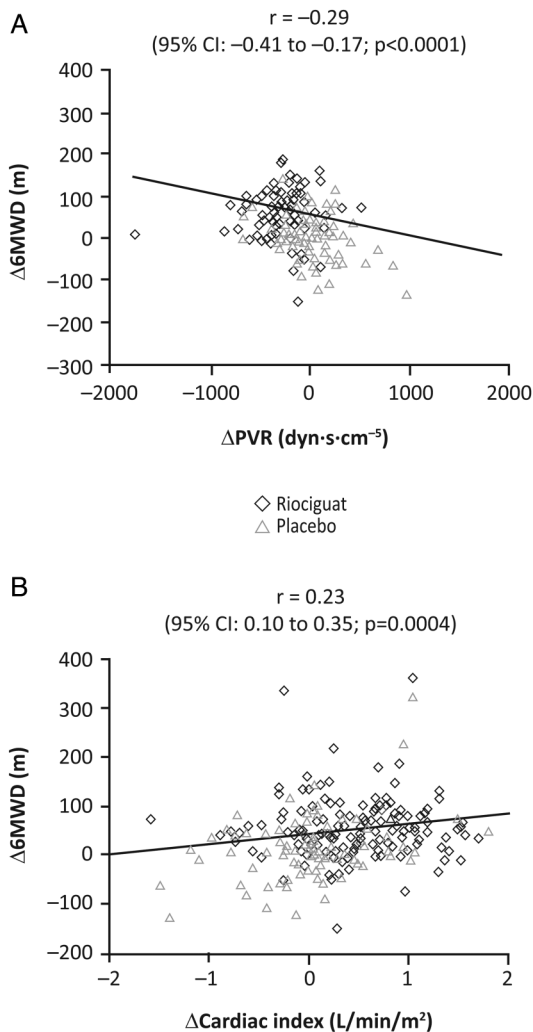 A
r = –0.29
(95% CI: –0.41 to –0.17; p<0.0001)
400
300
200
100
0
–100
–200
–300
Δ6MWD (m)
–2000
–1000
0
1000
2000
ΔPVR (dyn·s·cm⁻⁵)
Riociguat
Placebo
B
r = 0.23
(95% CI: 0.10 to 0.35; p=0.0004)
400
300
200
100
0
–100
–200
Δ6MWD (m)
–2
–1
0
1
2
ΔCardiac index (L/min/m²)